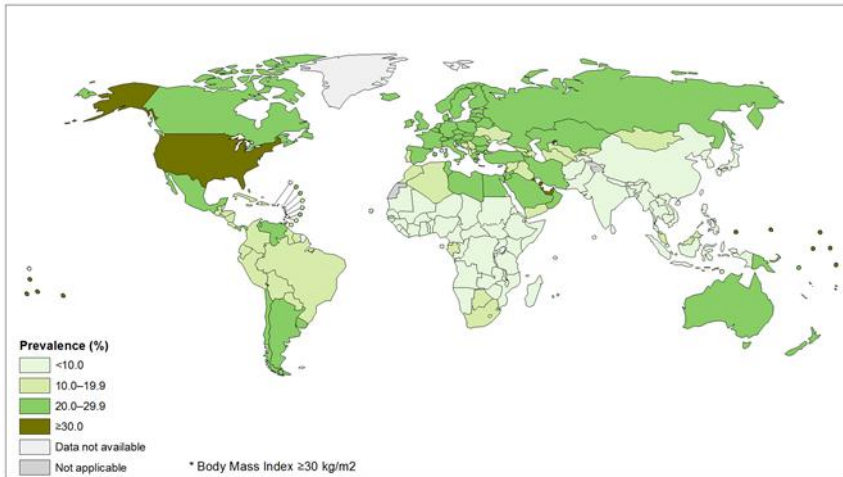 Prevalence (%)
<10.0
10.0–19.9
20.0–29.9
≥30.0
Data not available
Not applicable
* Body Mass Index ≥30 kg/m2